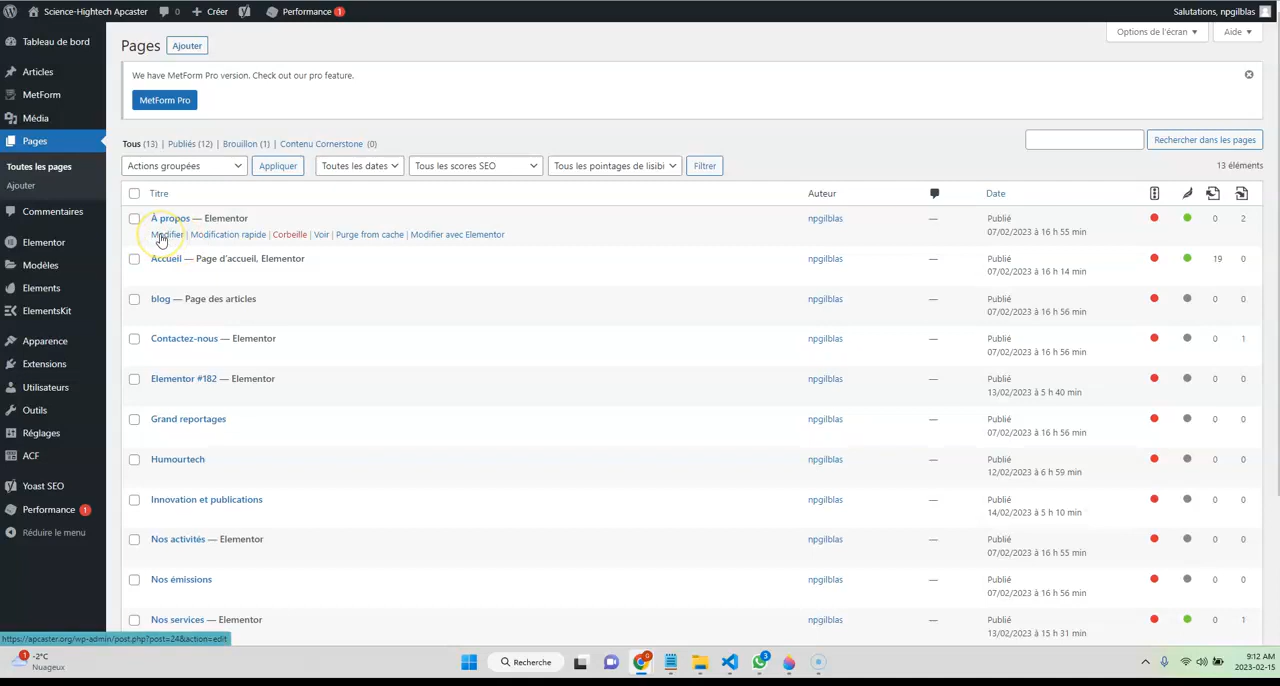 Science-Hightech Apcaster 0 Créer Performance 1 Salutations, npgilblas
Tableau de bord
Articles
MetForm
Média
Pages
Toutes les pages
Ajouter
Commentaires
Elementor
Modèles
Elements
ElementsKit
Apparence
Extensions
Utilisateurs
Outils
Réglages
ACF
Yoast SEO
Performance 1
Réduire le menu
Pages Ajouter
Options de l'écran ▼ Aide ▼
We have MetForm Pro version. Check out our pro feature.
MetForm Pro
Tous (13) | Publiés (12) | Brouillon (1) | Contenu Cornerstone (0)
Rechercher dans les pages
Actions groupées Appliquer Toutes les dates Tous les scores SEO Tous les pointages de lisibi Filtrer
13 éléments
Titre Auteur Date
À propos — Elementor npgilblas — Publié 0 2
07/02/2023 à 16 h 55 min
Modifier | Modification rapide | Corbeille | Voir | Purge from cache | Modifier avec Elementor
Accueil — Page d'accueil, Elementor npgilblas — Publié 19 0
07/02/2023 à 16 h 14 min
blog — Page des articles npgilblas — Publié 0 0
07/02/2023 à 16 h 56 min
Contactez-nous — Elementor npgilblas — Publié 0 1
07/02/2023 à 16 h 56 min
Elementor #182 — Elementor npgilblas — Publié 0 0
13/02/2023 à 5 h 40 min
Grand reportages npgilblas — Publié 0 0
07/02/2023 à 16 h 56 min
Humourtech npgilblas — Publié 0 0
12/02/2023 à 6 h 59 min
Innovation et publications npgilblas — Publié 0 0
14/02/2023 à 5 h 10 min
Nos activités — Elementor npgilblas — Publié 0 0
07/02/2023 à 16 h 55 min
Nos émissions npgilblas — Publié 0 0
07/02/2023 à 16 h 56 min
Nos services — Elementor npgilblas — Publié 0 1
13/02/2023 à 15 h 31 min
https://apcaster.org/wp-admin/post.php?post=24&action=edit
1 -2°C
Nuageux
Recherche
0
3
9:12 AM
2023-02-15